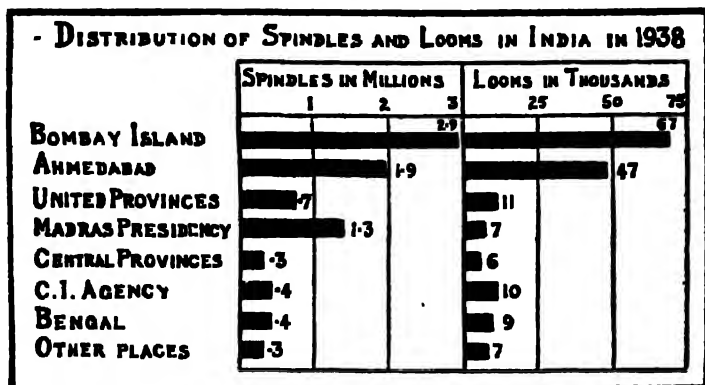 - DISTRIBUTION OF SPINDLES AND LOOMS IN INDIA IN 1938
SPINDLES IN MILLIONS LOOMS IN THOUSANDS
1 2 3 25 50 75
BOMBAY ISLAND 2·9 67
AHMEDABAD 1·9 47
UNITED PROVINCES ·7 11
MADRAS PRESIDENCY 1·3 7
CENTRAL PROVINCES ·3 6
C.I. AGENCY ·4 10
BENGAL ·4 9
OTHER PLACES ·3 7